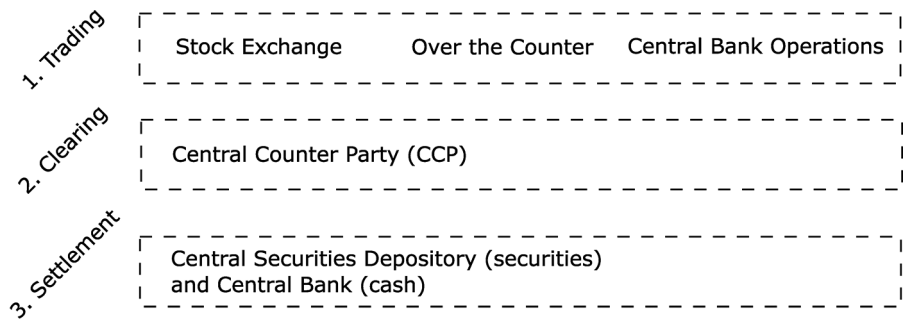 1. Trading
Stock Exchange
Over the Counter
Central Bank Operations
2. Clearing
Central Counter Party (CCP)
3. Settlement
Central Securities Depository (securities)
and Central Bank (cash)